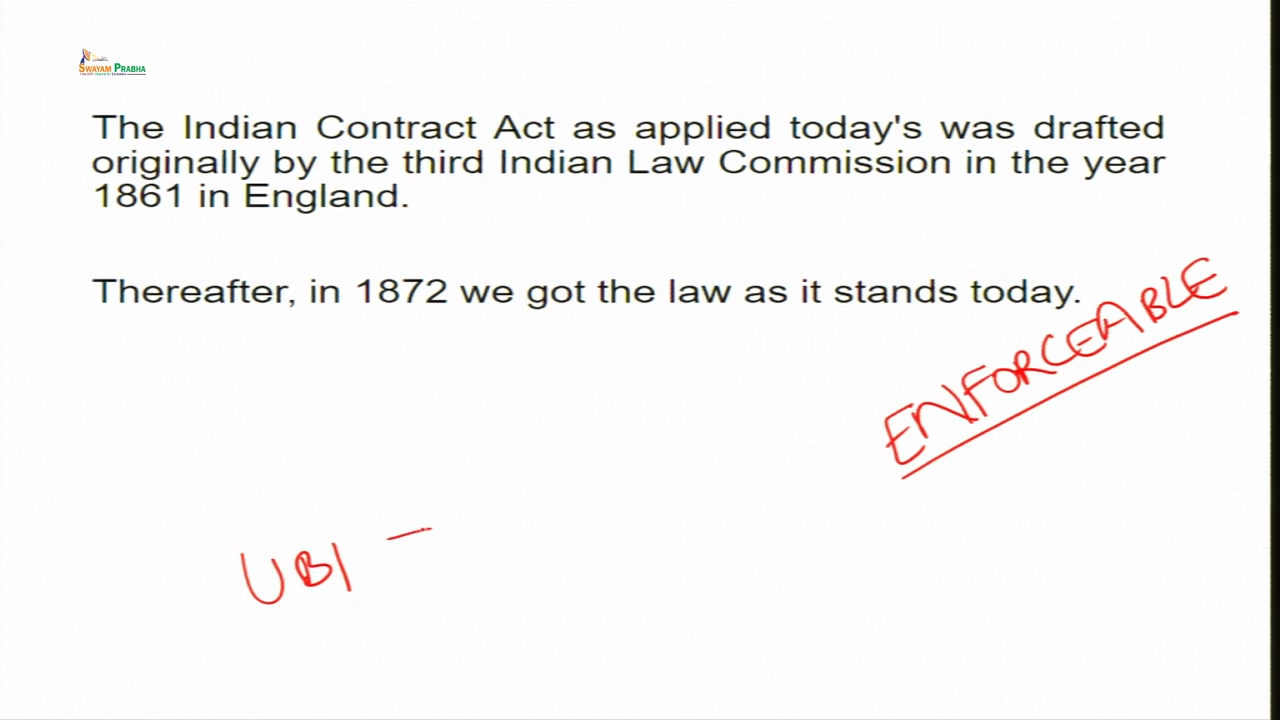 SWAYAM PRABHA
The Indian Contract Act as applied today's was drafted
originally by the third Indian Law Commission in the year
1861 in England.
Thereafter, in 1872 we got the law as it stands today.
ENFORCEABLE
UBI